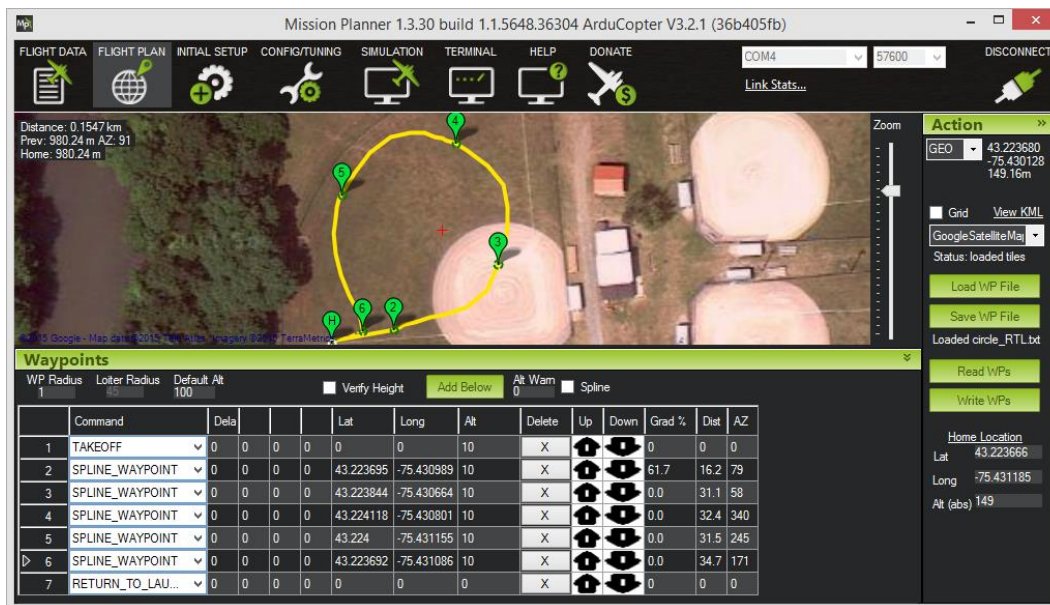 Mp
Mission Planner 1.3.30 build 1.1.5648.36304 ArduCopter V3.2.1 (36b405fb)
FLIGHT DATA FLIGHT PLAN INITIAL SETUP CONFIG/TUNING SIMULATION TERMINAL HELP DONATE COM4 57600 DISCONNECT
Link Stats...
Distance: 0.1547 km
Prev: 980.24 m AZ: 91
Home: 980.24 m
Zoom
Action »
GEO 43.223680
-75.430128
149.16m
Grid View KML
GoogleSatelliteMap
Status: loaded tiles
Load WP File
Save WP File
Loaded circle_RTL.txt
Read WPs
Write WPs
Home Location
Lat 43.223666
Long -75.431185
Alt (abs) 149
4
5
3
H
6
2
Waypoints
WP Radius Loiter Radius Default Alt
1 45 100
Verify Height Add Below Alt Warn 0 Spline
Command Dela Lat Long Alt Delete Up Down Grad % Dist AZ
1 TAKEOFF 0 0 0 0 0 0 10 X 0 0 0
2 SPLINE_WAYPOINT 0 0 0 0 43.223695 -75.430989 10 X 61.7 16.2 79
3 SPLINE_WAYPOINT 0 0 0 0 43.223844 -75.430664 10 X 0.0 31.1 58
4 SPLINE_WAYPOINT 0 0 0 0 43.224118 -75.430801 10 X 0.0 32.4 340
5 SPLINE_WAYPOINT 0 0 0 0 43.224 -75.431155 10 X 0.0 31.5 245
6 SPLINE_WAYPOINT 0 0 0 0 43.223692 -75.431086 10 X 0.0 34.7 171
7 RETURN_TO_LAU... 0 0 0 0 0 0 0 X 0 0 0